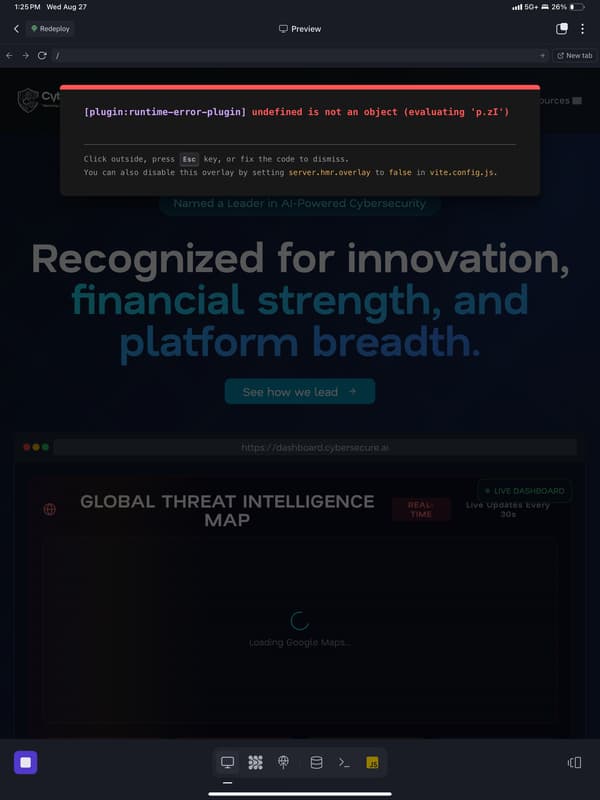 1:25 PM Wed Aug 27
5G+ 26%
Redeploy
Preview
/
New tab
Cy
ources
[plugin:runtime-error-plugin] undefined is not an object (evaluating 'p.zI')
Click outside, press Esc key, or fix the code to dismiss.
You can also disable this overlay by setting server.hmr.overlay to false in vite.config.js.
Named a Leader in AI-Powered Cybersecurity
Recognized for innovation,
financial strength, and
platform breadth.
See how we lead →
https://dashboard.cybersecure.ai
LIVE DASHBOARD
GLOBAL THREAT INTELLIGENCE
MAP
REAL-
TIME
Live Updates Every
30s
Loading Google Maps...
JS